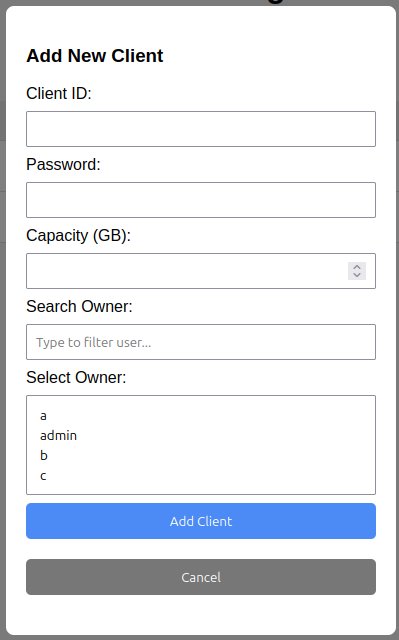 Add New Client
Client ID:
Password:
Capacity (GB):
Search Owner:
Type to filter user...
Select Owner:
a
admin
b
c
Add Client
Cancel